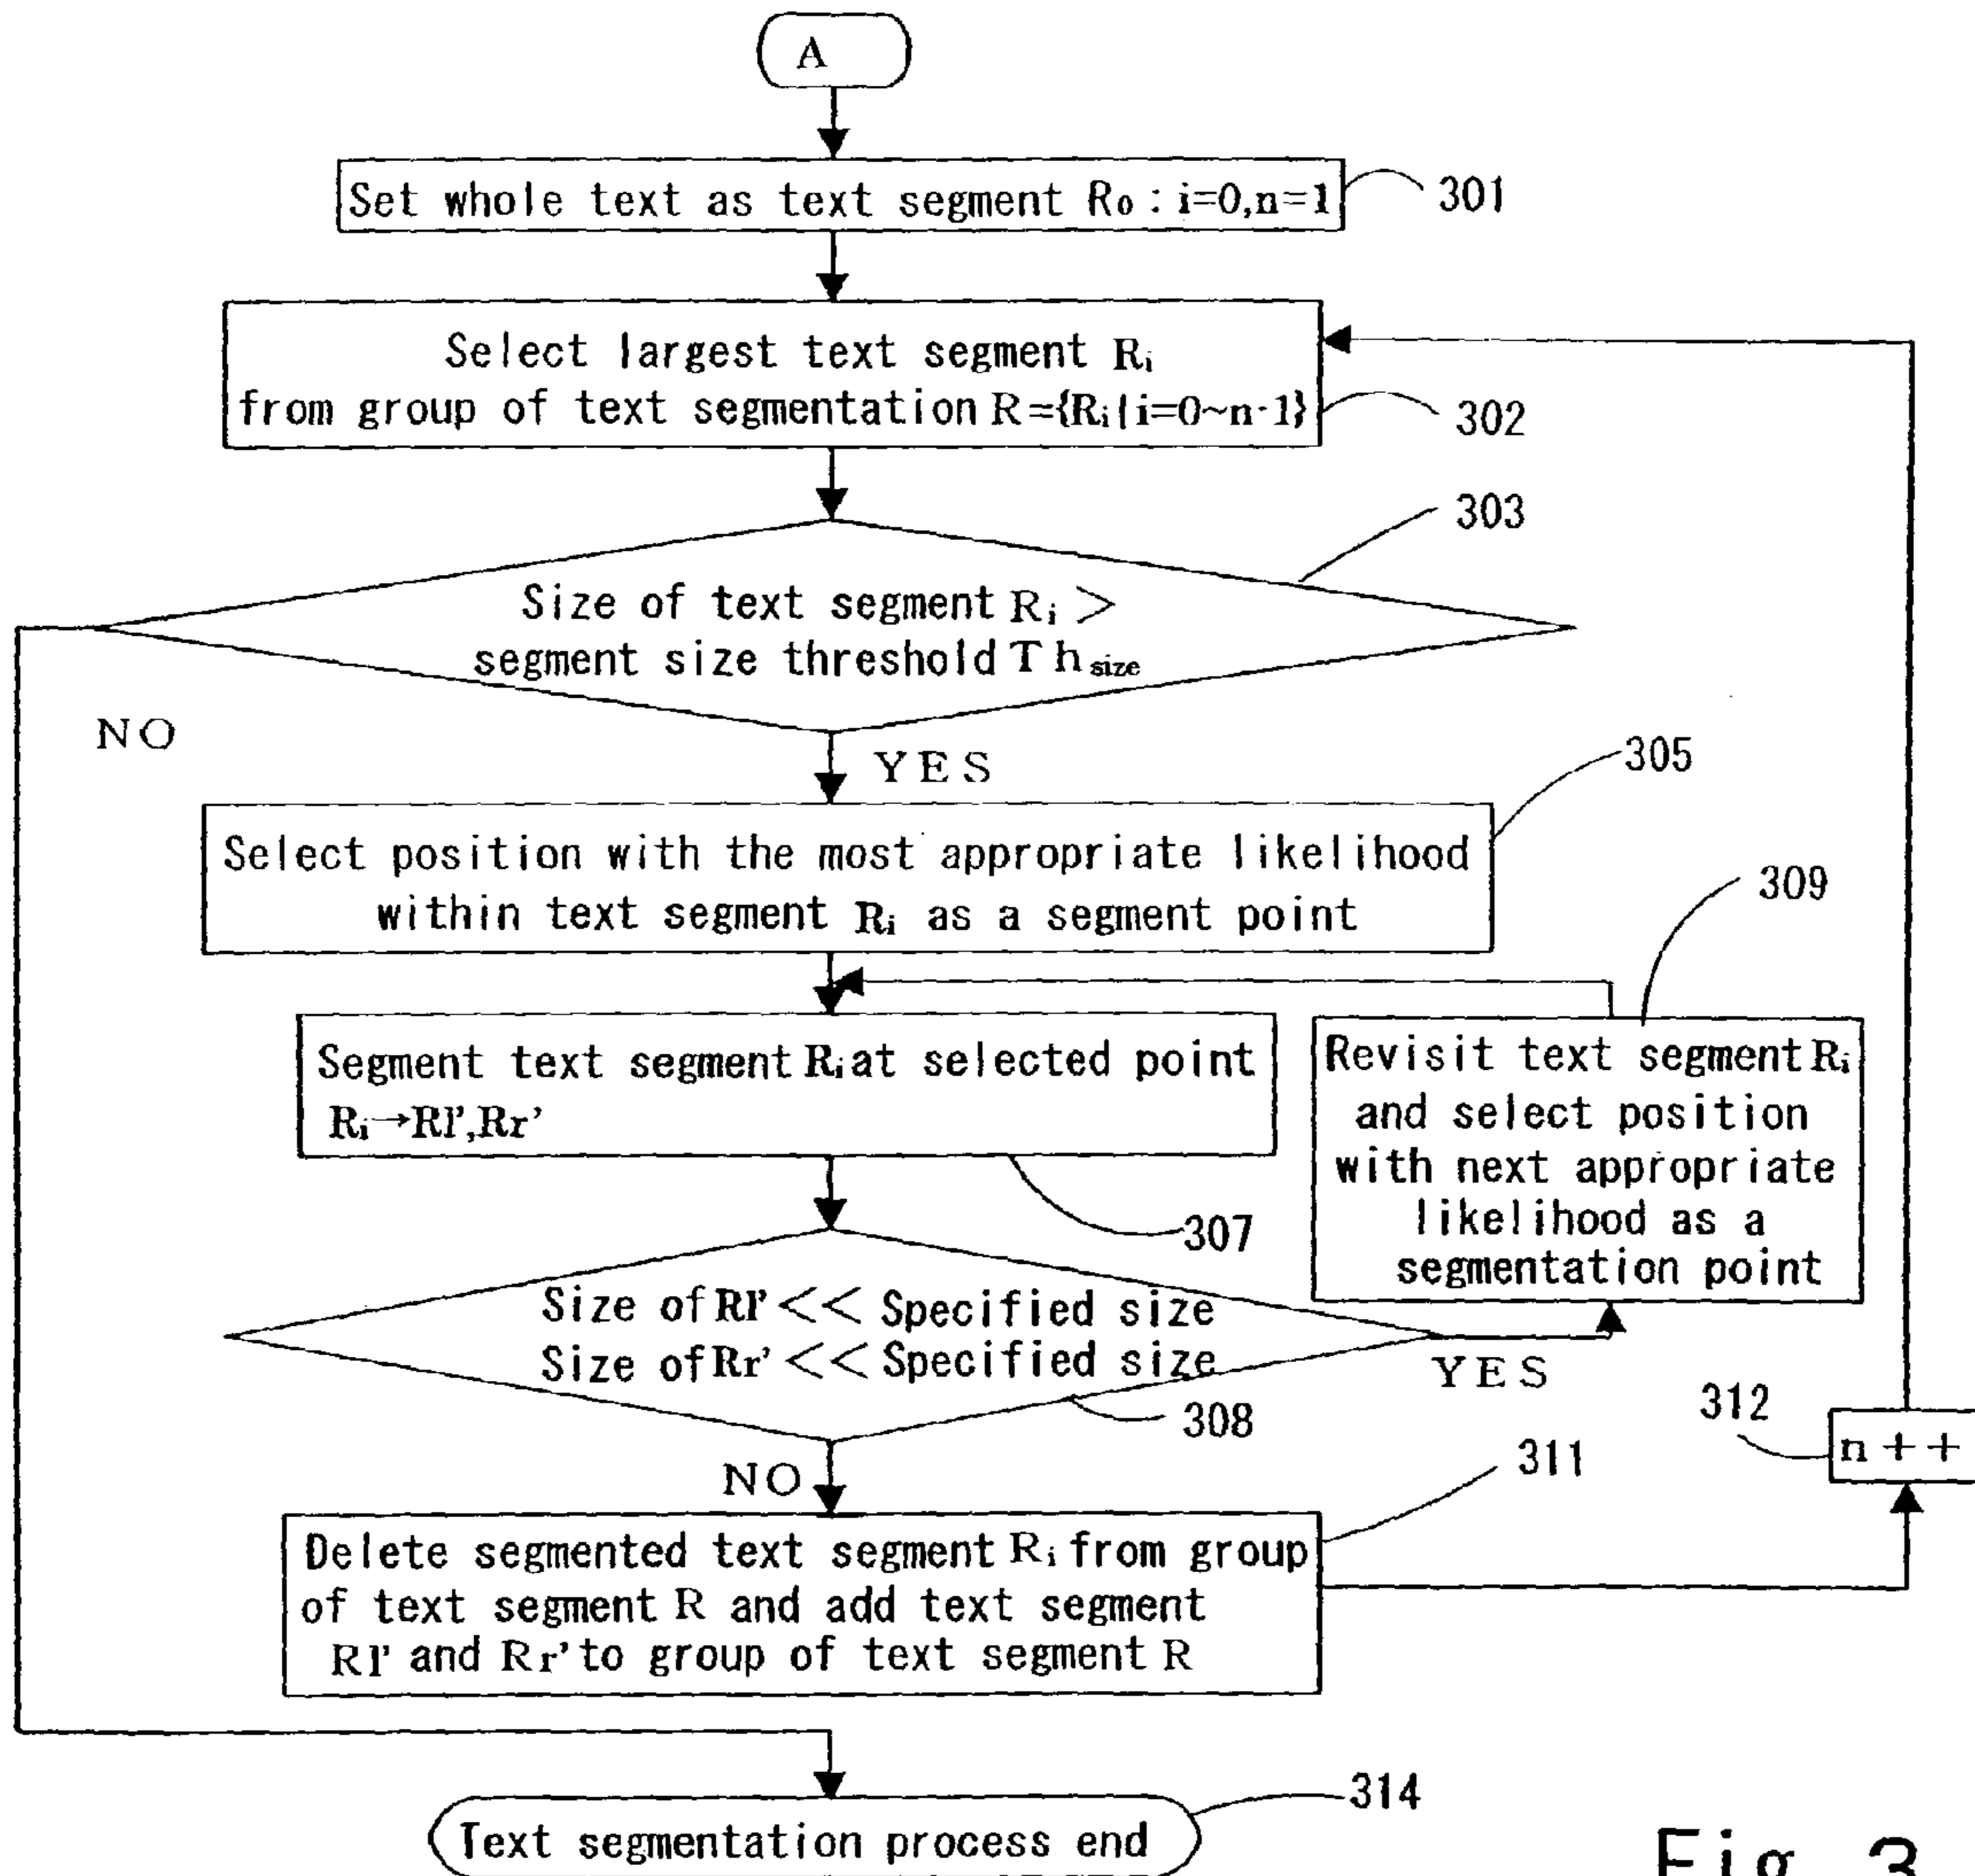 A
Set whole text as text segment R₀ : i=0,n=1
301
Select largest text segment Rᵢ
from group of text segmentation R={Rᵢ|i=0~n-1}
302
303
Size of text segment Rᵢ >
segment size threshold Th size
NO
YES
305
Select position with the most appropriate likelihood
within text segment Rᵢ as a segment point
309
Segment text segment Rᵢ at selected point
Rᵢ→Rl',Rr'
307
Revisit text segment Rᵢ
and select position
with next appropriate
likelihood as a
segmentation point
Size of Rl' << Specified size
Size of Rr' << Specified size
YES
308
312
n++
NO
311
Delete segmented text segment Rᵢ from group
of text segment R and add text segment
Rl' and Rr' to group of text segment R
314
Text segmentation process end
Fig. 3